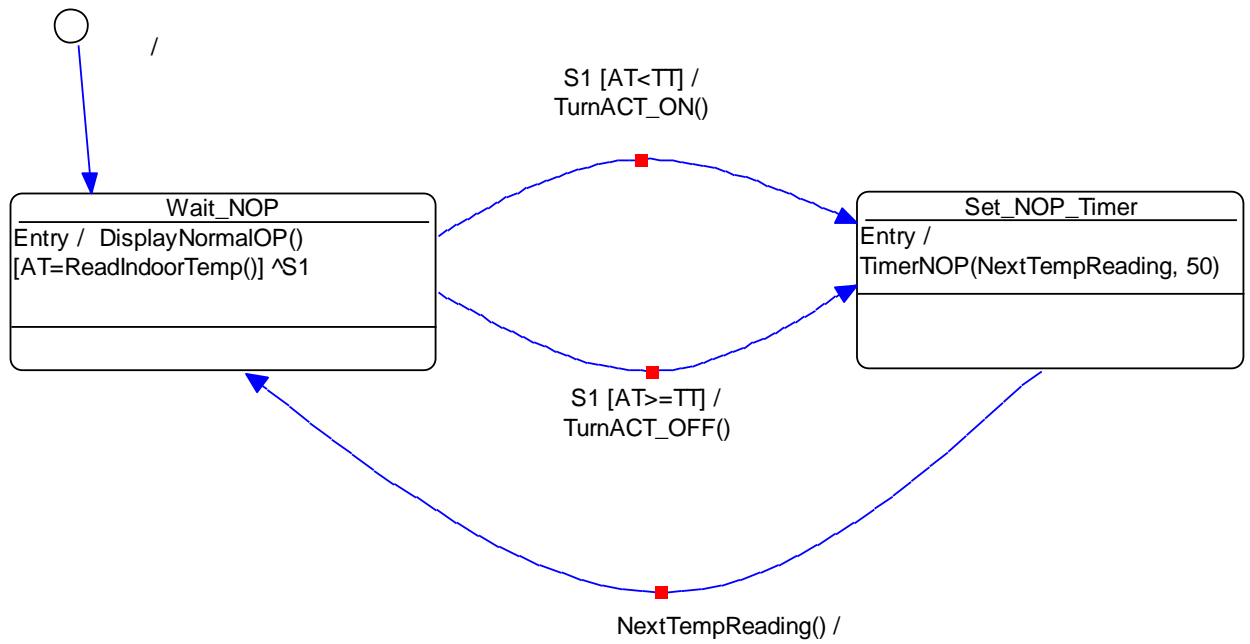 /
S1 [AT<TT] /
TurnACT_ON()
Wait_NOP
Entry /  DisplayNormalOP()
[AT=ReadIndoorTemp()] ^S1
Set_NOP_Timer
Entry /
TimerNOP(NextTempReading, 50)
S1 [AT>=TT] /
TurnACT_OFF()
NextTempReading() /